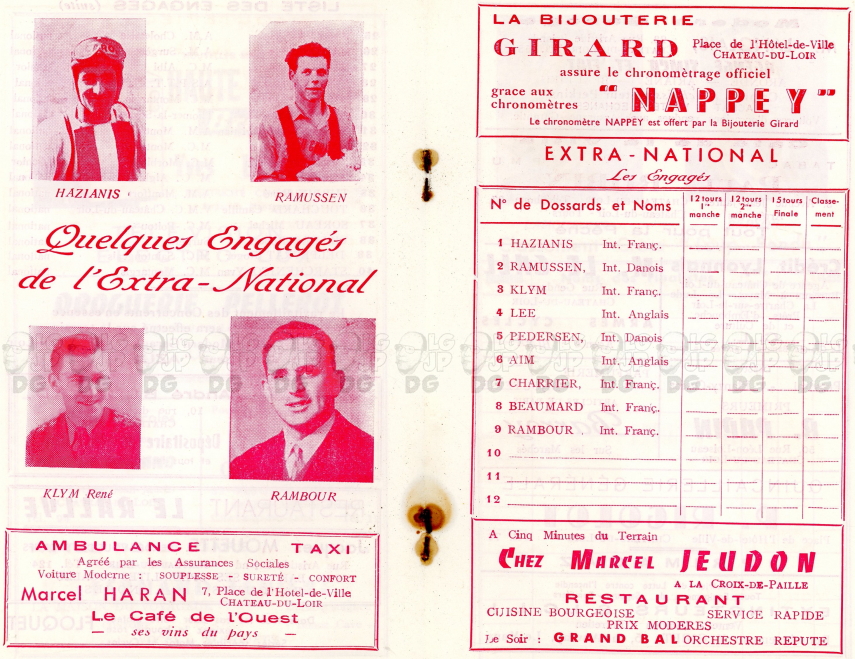 HAZIANIS
RAMUSSEN
Quelques Engagés
de l'Extra-National
KLYM René
RAMBOUR
AMBULANCE TAXI
Agréé par les Assurances Sociales
Voiture Moderne : SOUPLESSE - SURETÉ - CONFORT
Marcel HARAN 7, Place de l'Hotel-de-Ville
CHATEAU-DU-LOIR
Le Café de l'Ouest
— ses vins du pays —
LA BIJOUTERIE
GIRARD Place de l'Hôtel-de-Ville
CHATEAU-DU-LOIR
assure le chronomètrage officiel
grace aux
chronomètres "NAPPEY"
Le chronomètre NAPPEY est offert par la Bijouterie Girard
EXTRA-NATIONAL
Les Engagés
N° de Dossards et Noms 12 tours 1re manche 12 tours 2me manche 15 tours Finale Classement
1 HAZIANIS Int. Franç.
2 RAMUSSEN, Int. Danois
3 KLYM Int. Franç.
4 LEE Int. Anglais
5 PEDERSEN, Int. Danois
6 AIM Int. Anglais
7 CHARRIER, Int. Franç.
8 BEAUMARD Int. Franç.
9 RAMBOUR . Int. Franç.
10
11
12
A Cinq Minutes du Terrain
CHEZ MARCEL JEUDON
A LA CROIX-DE-PAILLE
RESTAURANT
CUISINE BOURGEOISE SERVICE RAPIDE
PRIX MODERES
Le Soir : GRAND BAL ORCHESTRE REPUTE